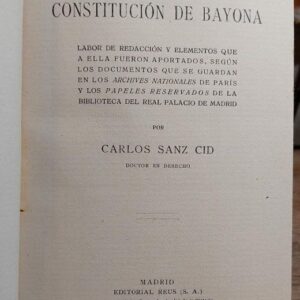 CONSTITUCIÓN DE BAYONA
LABOR DE REDACCIÓN Y ELEMENTOS QUE
A ELLA FUERON APORTADOS, SEGÚN
LOS DOCUMENTOS QUE SE GUARDAN
EN LOS ARCHIVES NATIONALES DE PARÍS
Y LOS PAPELES RESERVADOS DE LA
BIBLIOTECA DEL REAL PALACIO DE MADRID
POR
CARLOS SANZ CID
DOCTOR EN DERECHO
MADRID
EDITORIAL REUS (S. A.)